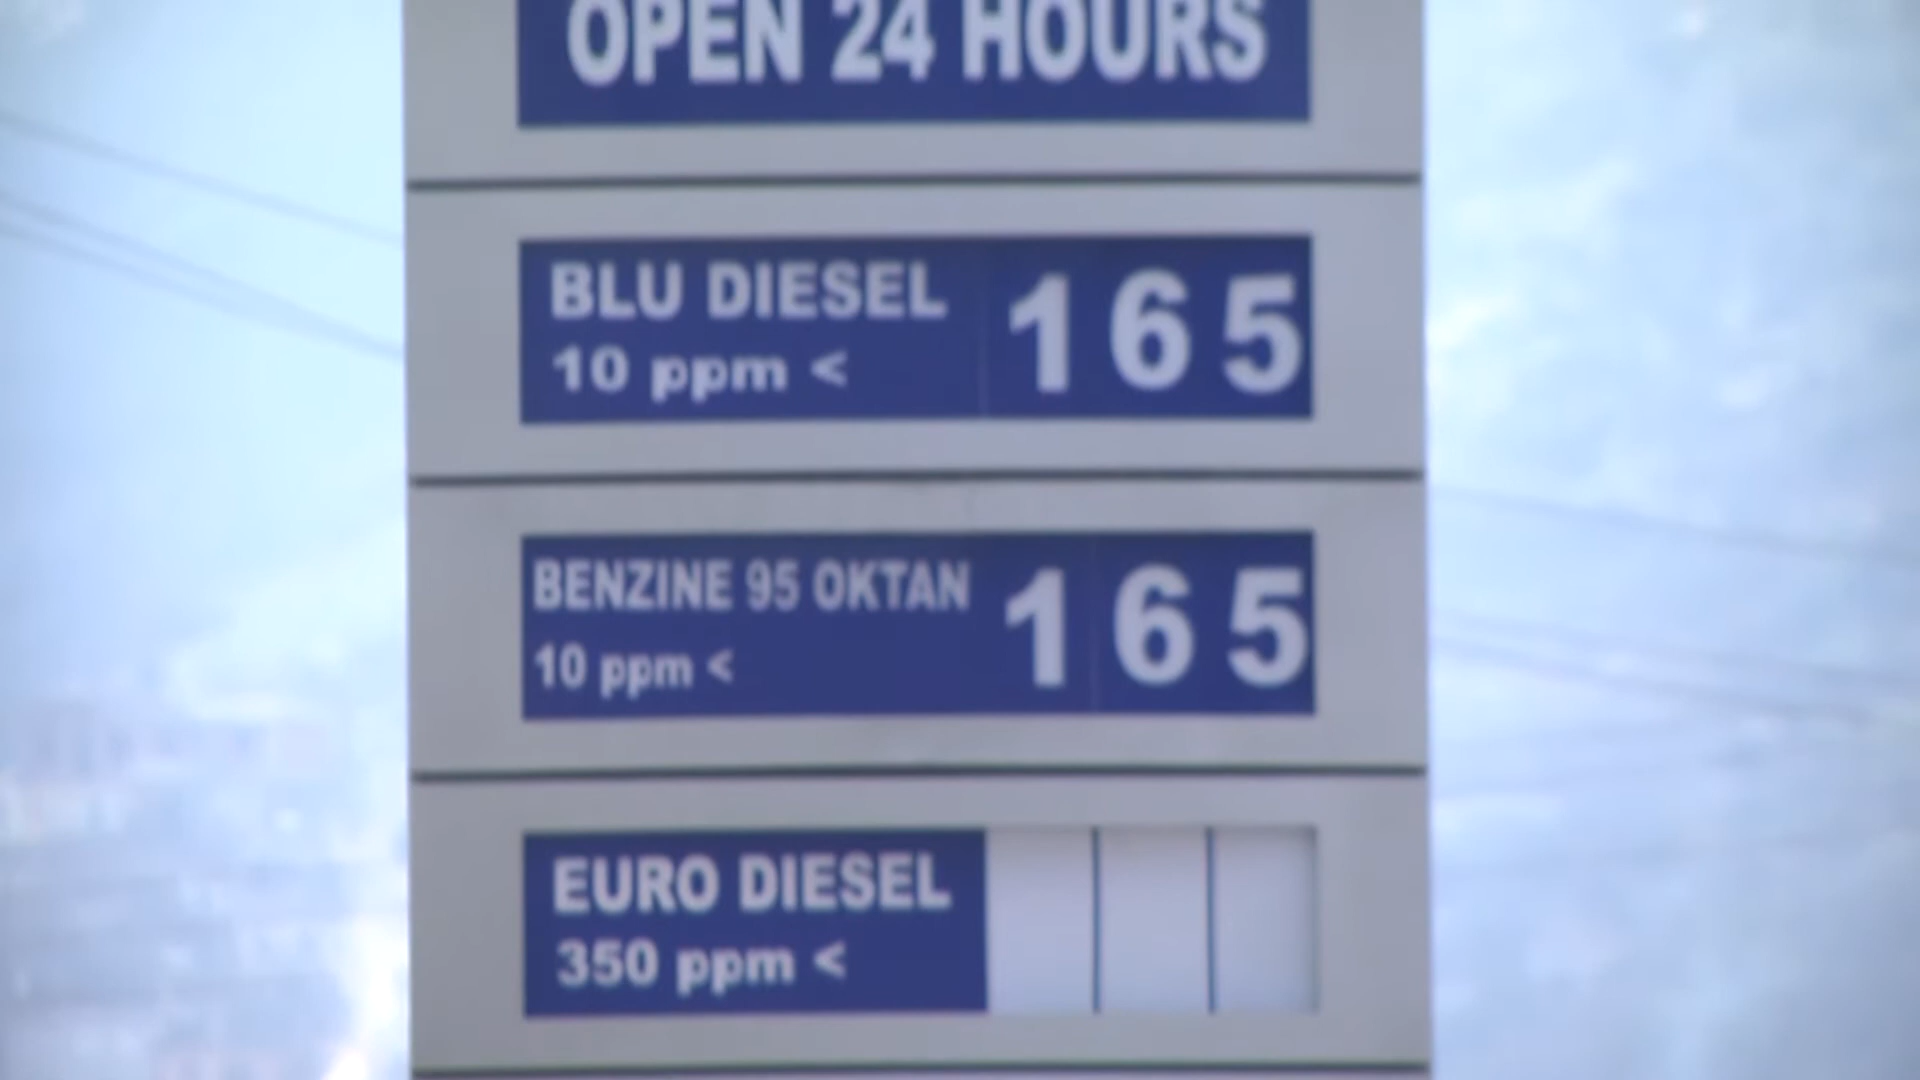 OPEN 24 HOURS
BLU DIESEL 165
10 ppm <
BENZINE 95 OKTAN 165
10 ppm <
EURO DIESEL
350 ppm <